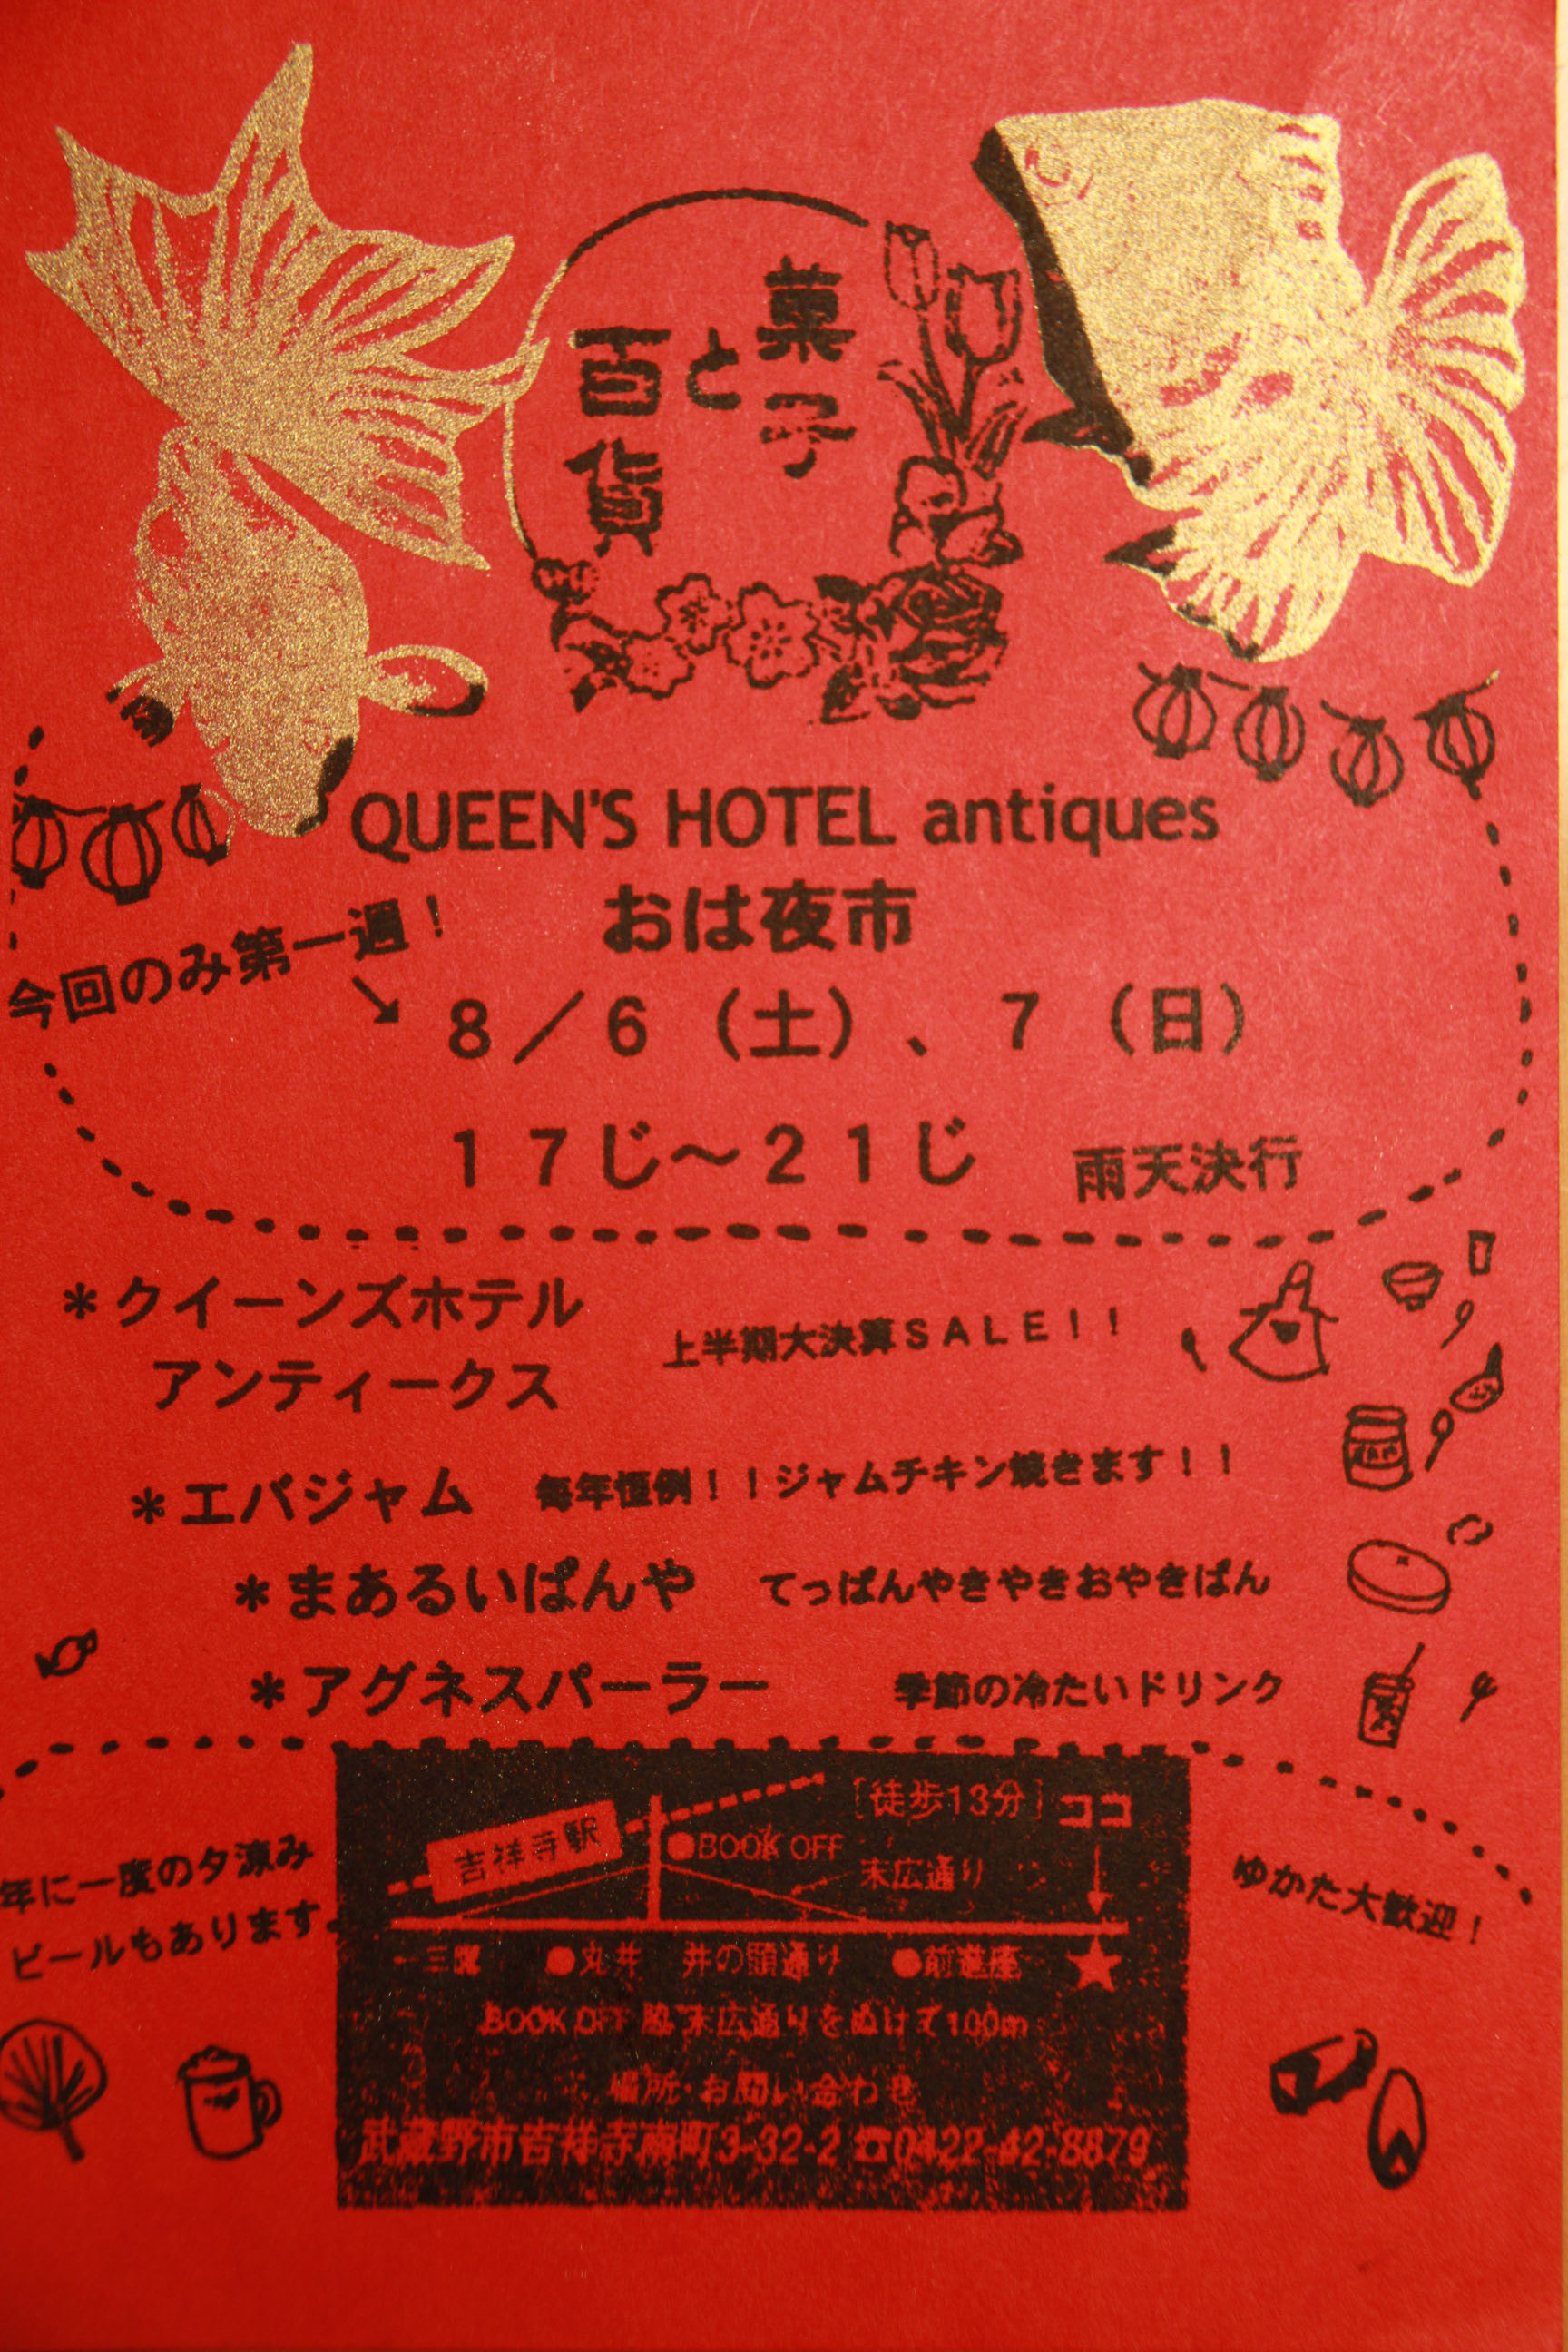 菓子
と
百貨
QUEEN'S HOTEL antiques
おは夜市
今回のみ第一週！
8／6（土）、7（日）
17じ〜21じ 雨天決行
＊クイーンズホテル
アンティークス
上半期大決算SALE！！
＊エバジャム 毎年恒例！！ジャムチキン焼きます！！
＊まあるいぱんや てっぱんやきやきおやきぱん
＊アグネスパーラー 季節の冷たいドリンク
年に一度の夕涼み
ビールもあります。
ゆかた大歓迎！
［徒歩13分］ココ
吉祥寺駅
●BOOK OFF
末広通り
←三鷹 ●丸井 井の頭通り ●前進座 ★
BOOK OFF 脇 末広通りをぬけて100m
場所・お問い合わせ
武蔵野市吉祥寺南町3-32-2 ☎0422-42-8879